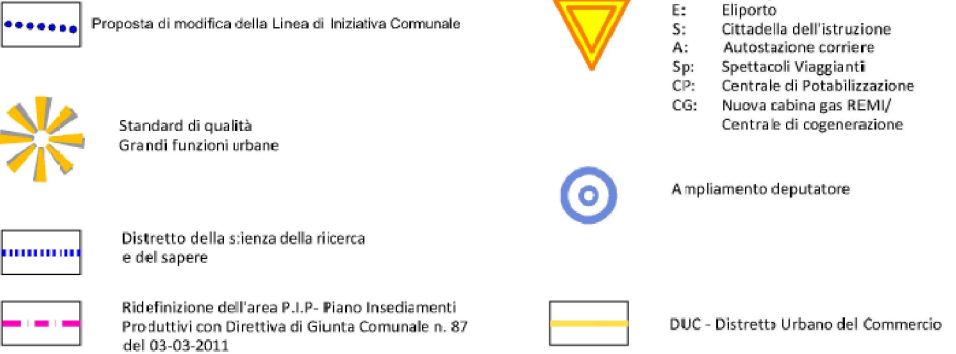 Proposta di modifica della Linea di Iniziativa Comunale
Standard di qualità
Grandi funzioni urbane
Distretto della scienza della riicerca
e del sapere
Ridefinizione dell'area P.I.P- Piano Insediamenti
Produttivi con Direttiva di Giunta Comunale n. 87
del 03-03-2011
E: Eliporto
S: Cittadella dell'istruzione
A: Autostazione corriere
Sp: Spettacoli Viaggianti
CP: Centrale di Potabilizzazione
CG: Nuova cabina gas REMI/
Centrale di cogenerazione
Ampliamento deputatore
DUC - Distretto Urbano del Commercio